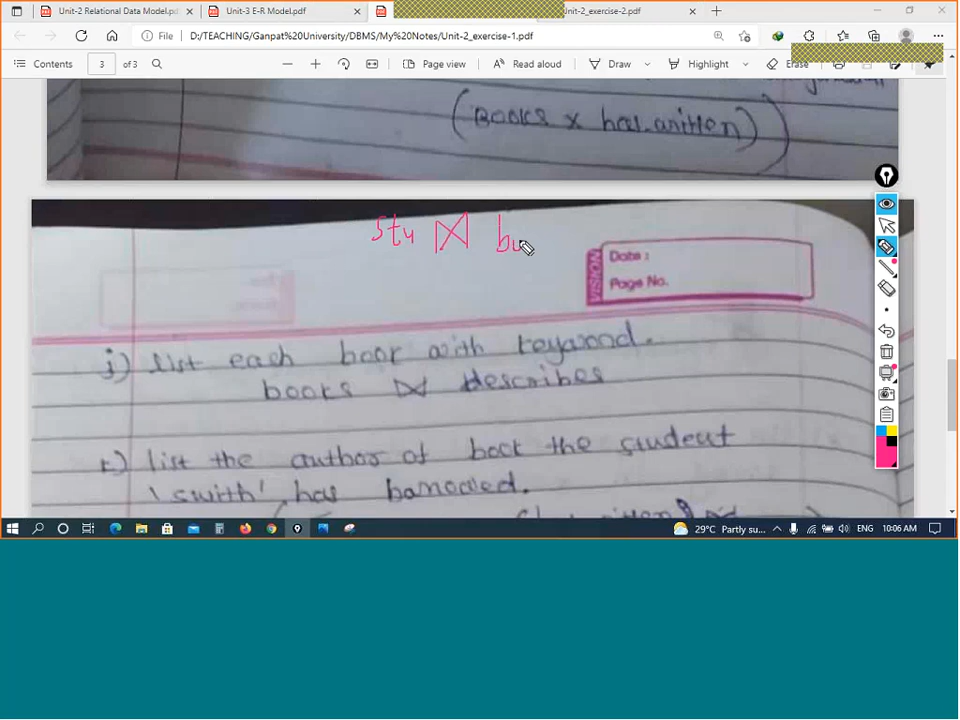 Unit-2 Relational Data Model.pd
Unit-3 E-R Model.pdf
Unit-2_exercise-2.pdf
File
D:/TEACHING/Ganpat%20University/DBMS/My%20Notes/Unit-2_exercise-1.pdf
Contents
3
of 3
Page view
Read aloud
Draw
Highlight
Erase
(Books x has-written))
Stu ⋈ bu
VISION
Date :
Page No.
j) list each book with keyword.
books ⋈ describes
k) list the author of book the student
'smith' has borrowed.
29°C Partly su...
ENG
10:06 AM